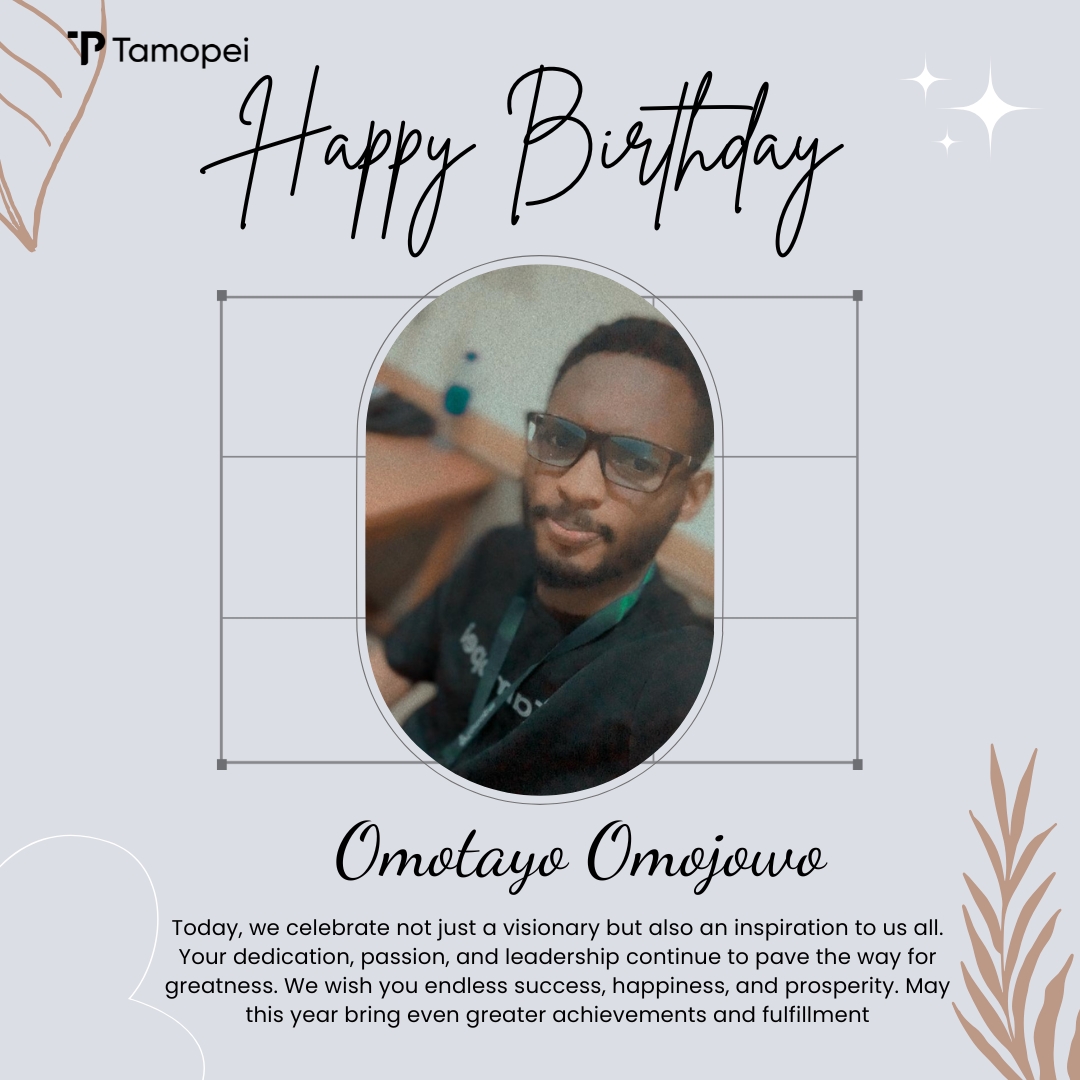 Tamopei
Happy Birthday
Omotayo Omojowo
Today, we celebrate not just a visionary but also an inspiration to us all.
Your dedication, passion, and leadership continue to pave the way for
greatness. We wish you endless success, happiness, and prosperity. May
this year bring even greater achievements and fulfillment